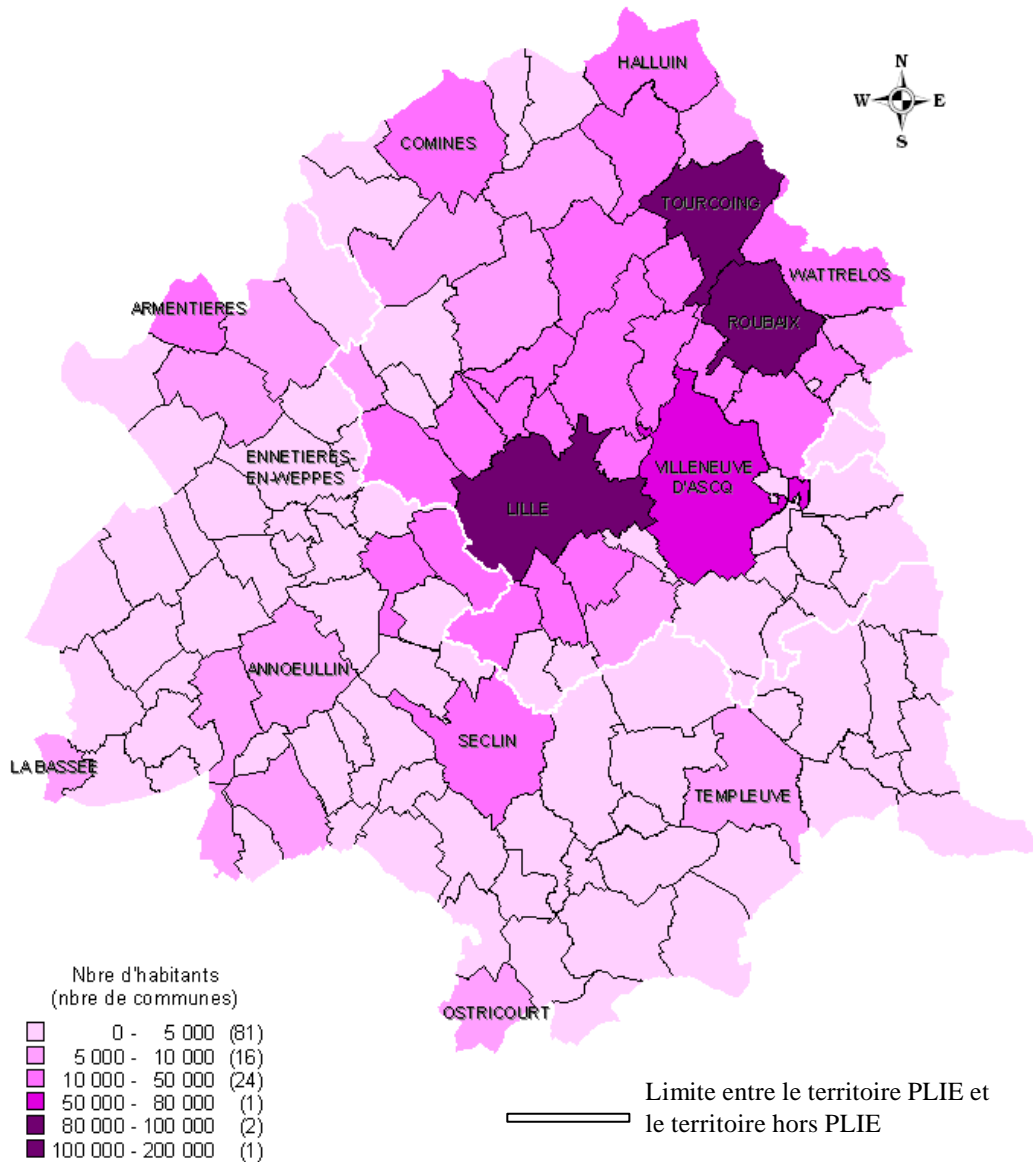 HALLUIN
N
W E
S
COMINES
TOURCOING
WATTRELOS
ARMENTIERES
ROUBAIX
ENNETIERES-
EN-WEPPES
VILLENEUVE
D'ASCQ
LILLE
ANNOEULLIN
SECLIN
LA BASSÉE
TEMPLEUVE
OSTRICOURT
Nbre d'habitants
(nbre de communes)
0 - 5 000 (81)
5 000 - 10 000 (16)
10 000 - 50 000 (24)
50 000 - 80 000 (1)
80 000 - 100 000 (2)
100 000 - 200 000 (1)
Limite entre le territoire PLIE et
le territoire hors PLIE